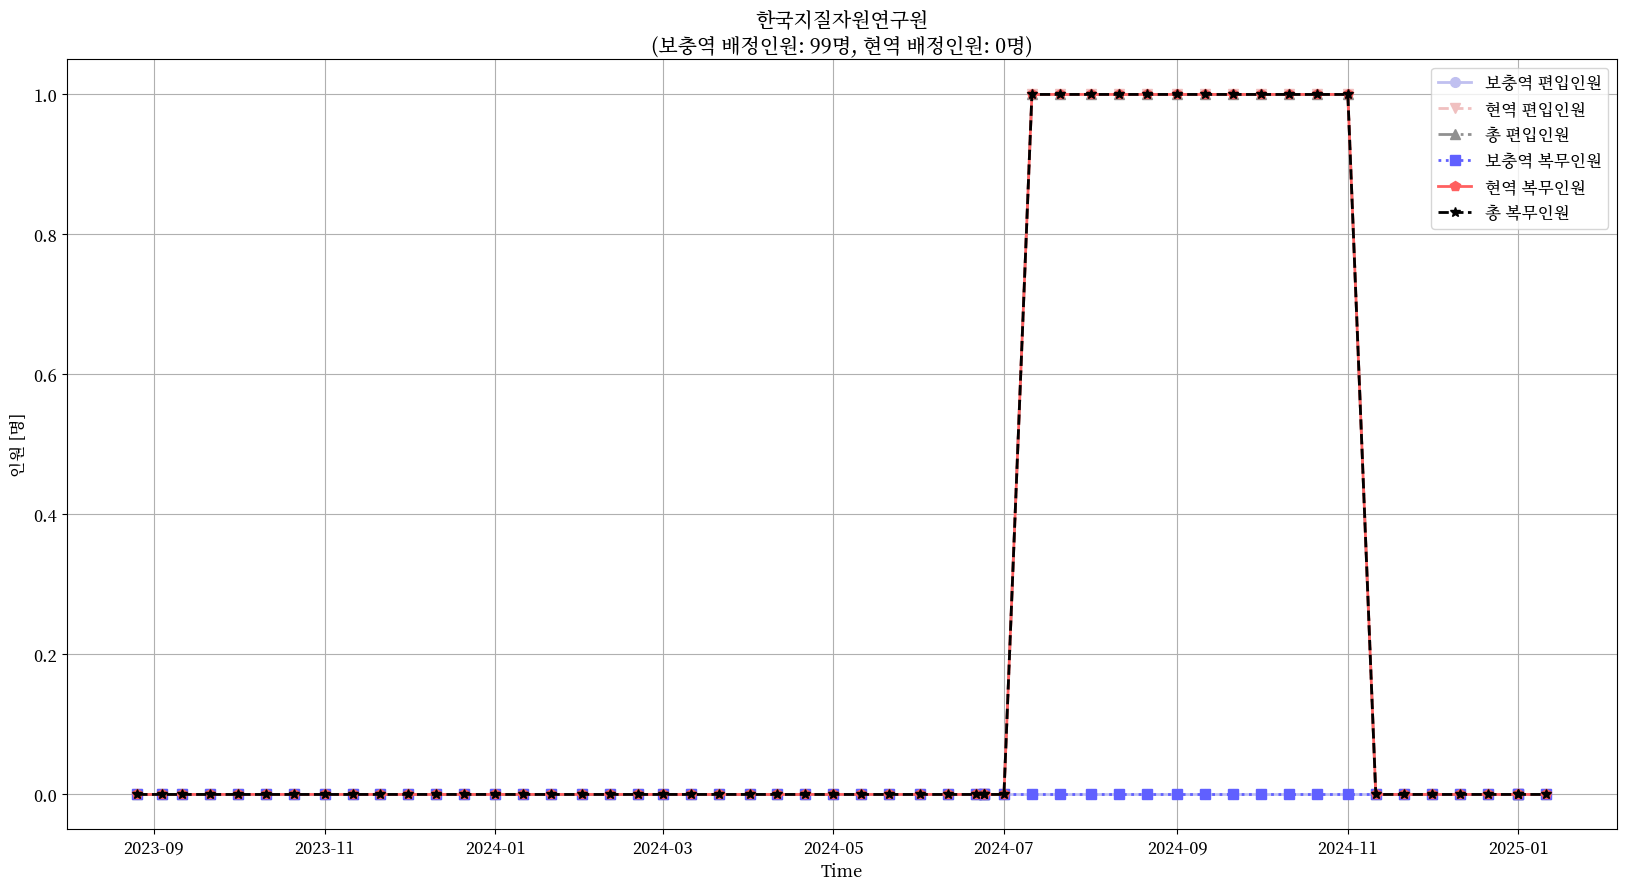 한국지질자원연구원
(보충역 배정인원: 99명, 현역 배정인원: 0명)
보충역 편입인원
현역 편입인원
총 편입인원
보충역 복무인원
현역 복무인원
총 복무인원
인원 [명]
1.0
0.8
0.6
0.4
0.2
0.0
2023-09
2023-11
2024-01
2024-03
2024-05
2024-07
2024-09
2024-11
2025-01
Time